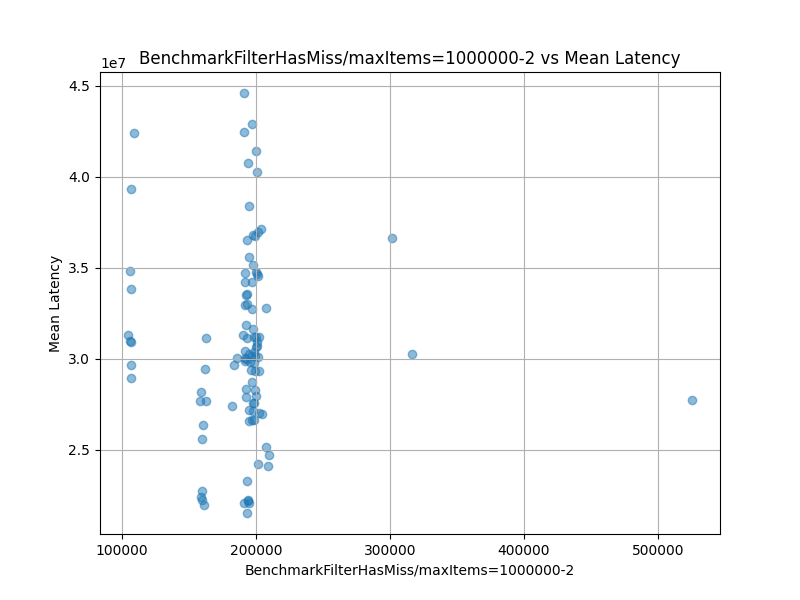 BenchmarkFilterHasMiss/maxItems=1000000-2 vs Mean Latency
1e7
4.5
4.0
3.5
3.0
2.5
Mean Latency
100000 200000 300000 400000 500000
BenchmarkFilterHasMiss/maxItems=1000000-2